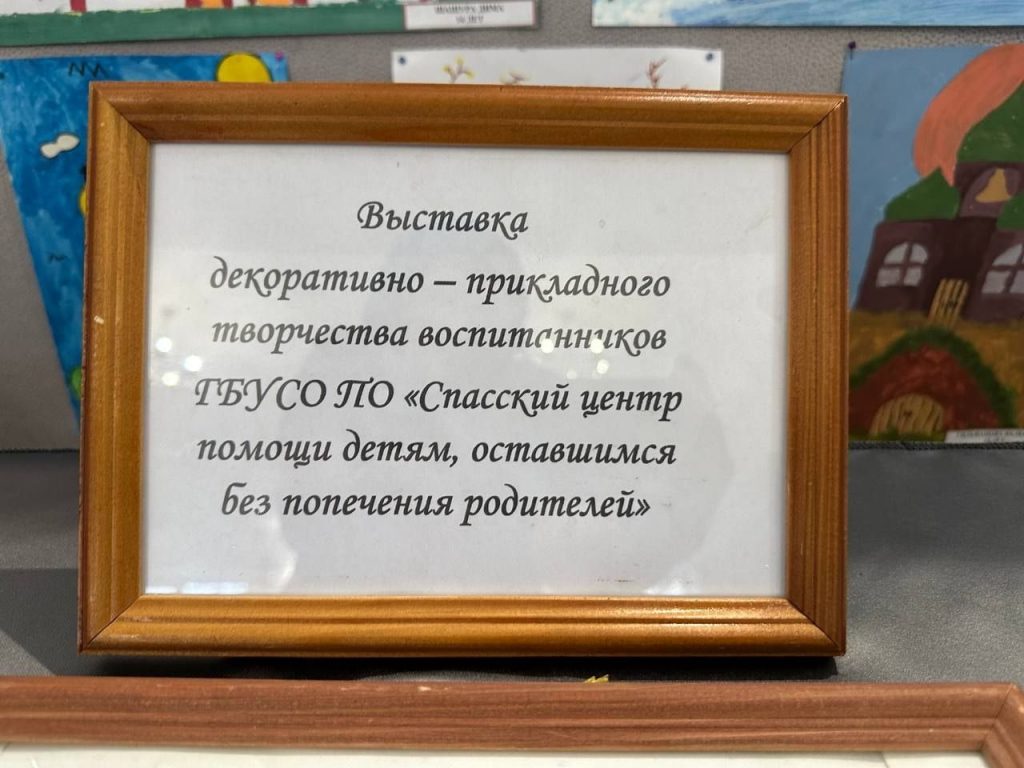 Выставка
декоративно – прикладного
творчества воспитанников
ГБУСО ПО «Спасский центр
помощи детям, оставшимся
без попечения родителей»